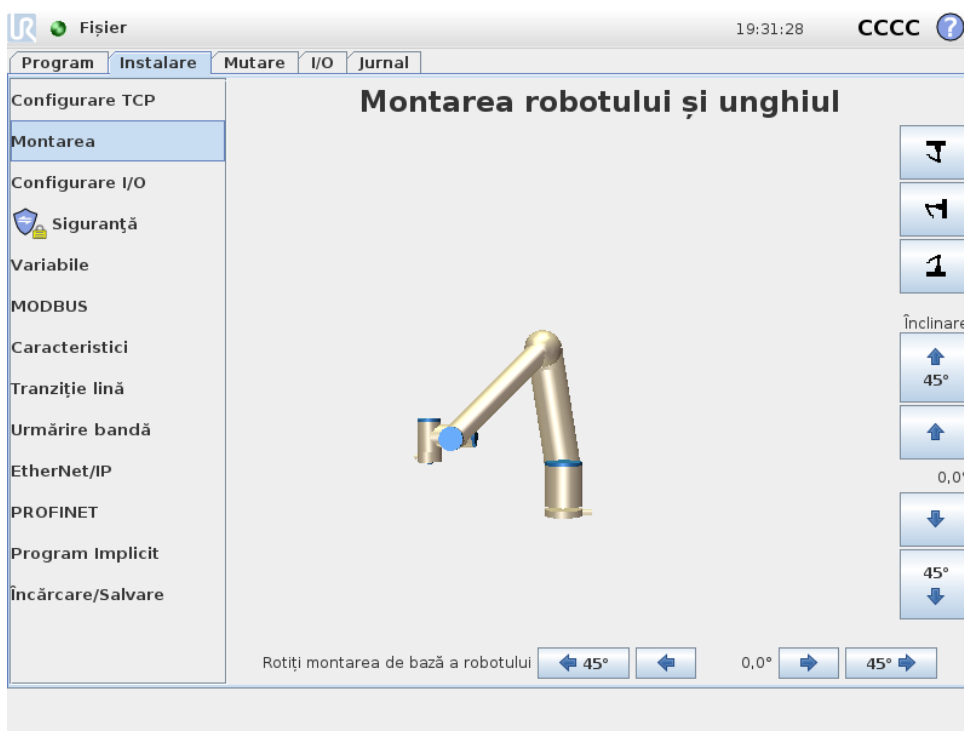 UR Fișier 19:31:28 CCCC ?
Program Instalare Mutare I/O Jurnal
Configurare TCP
Montarea
Configurare I/O
Siguranţă
Variabile
MODBUS
Caracteristici
Tranziție lină
Urmărire bandă
EtherNet/IP
PROFINET
Program Implicit
Încărcare/Salvare
Montarea robotului și unghiul
Înclinare
45°
0,0°
45°
Rotiți montarea de bază a robotului 45° 0,0° 45°